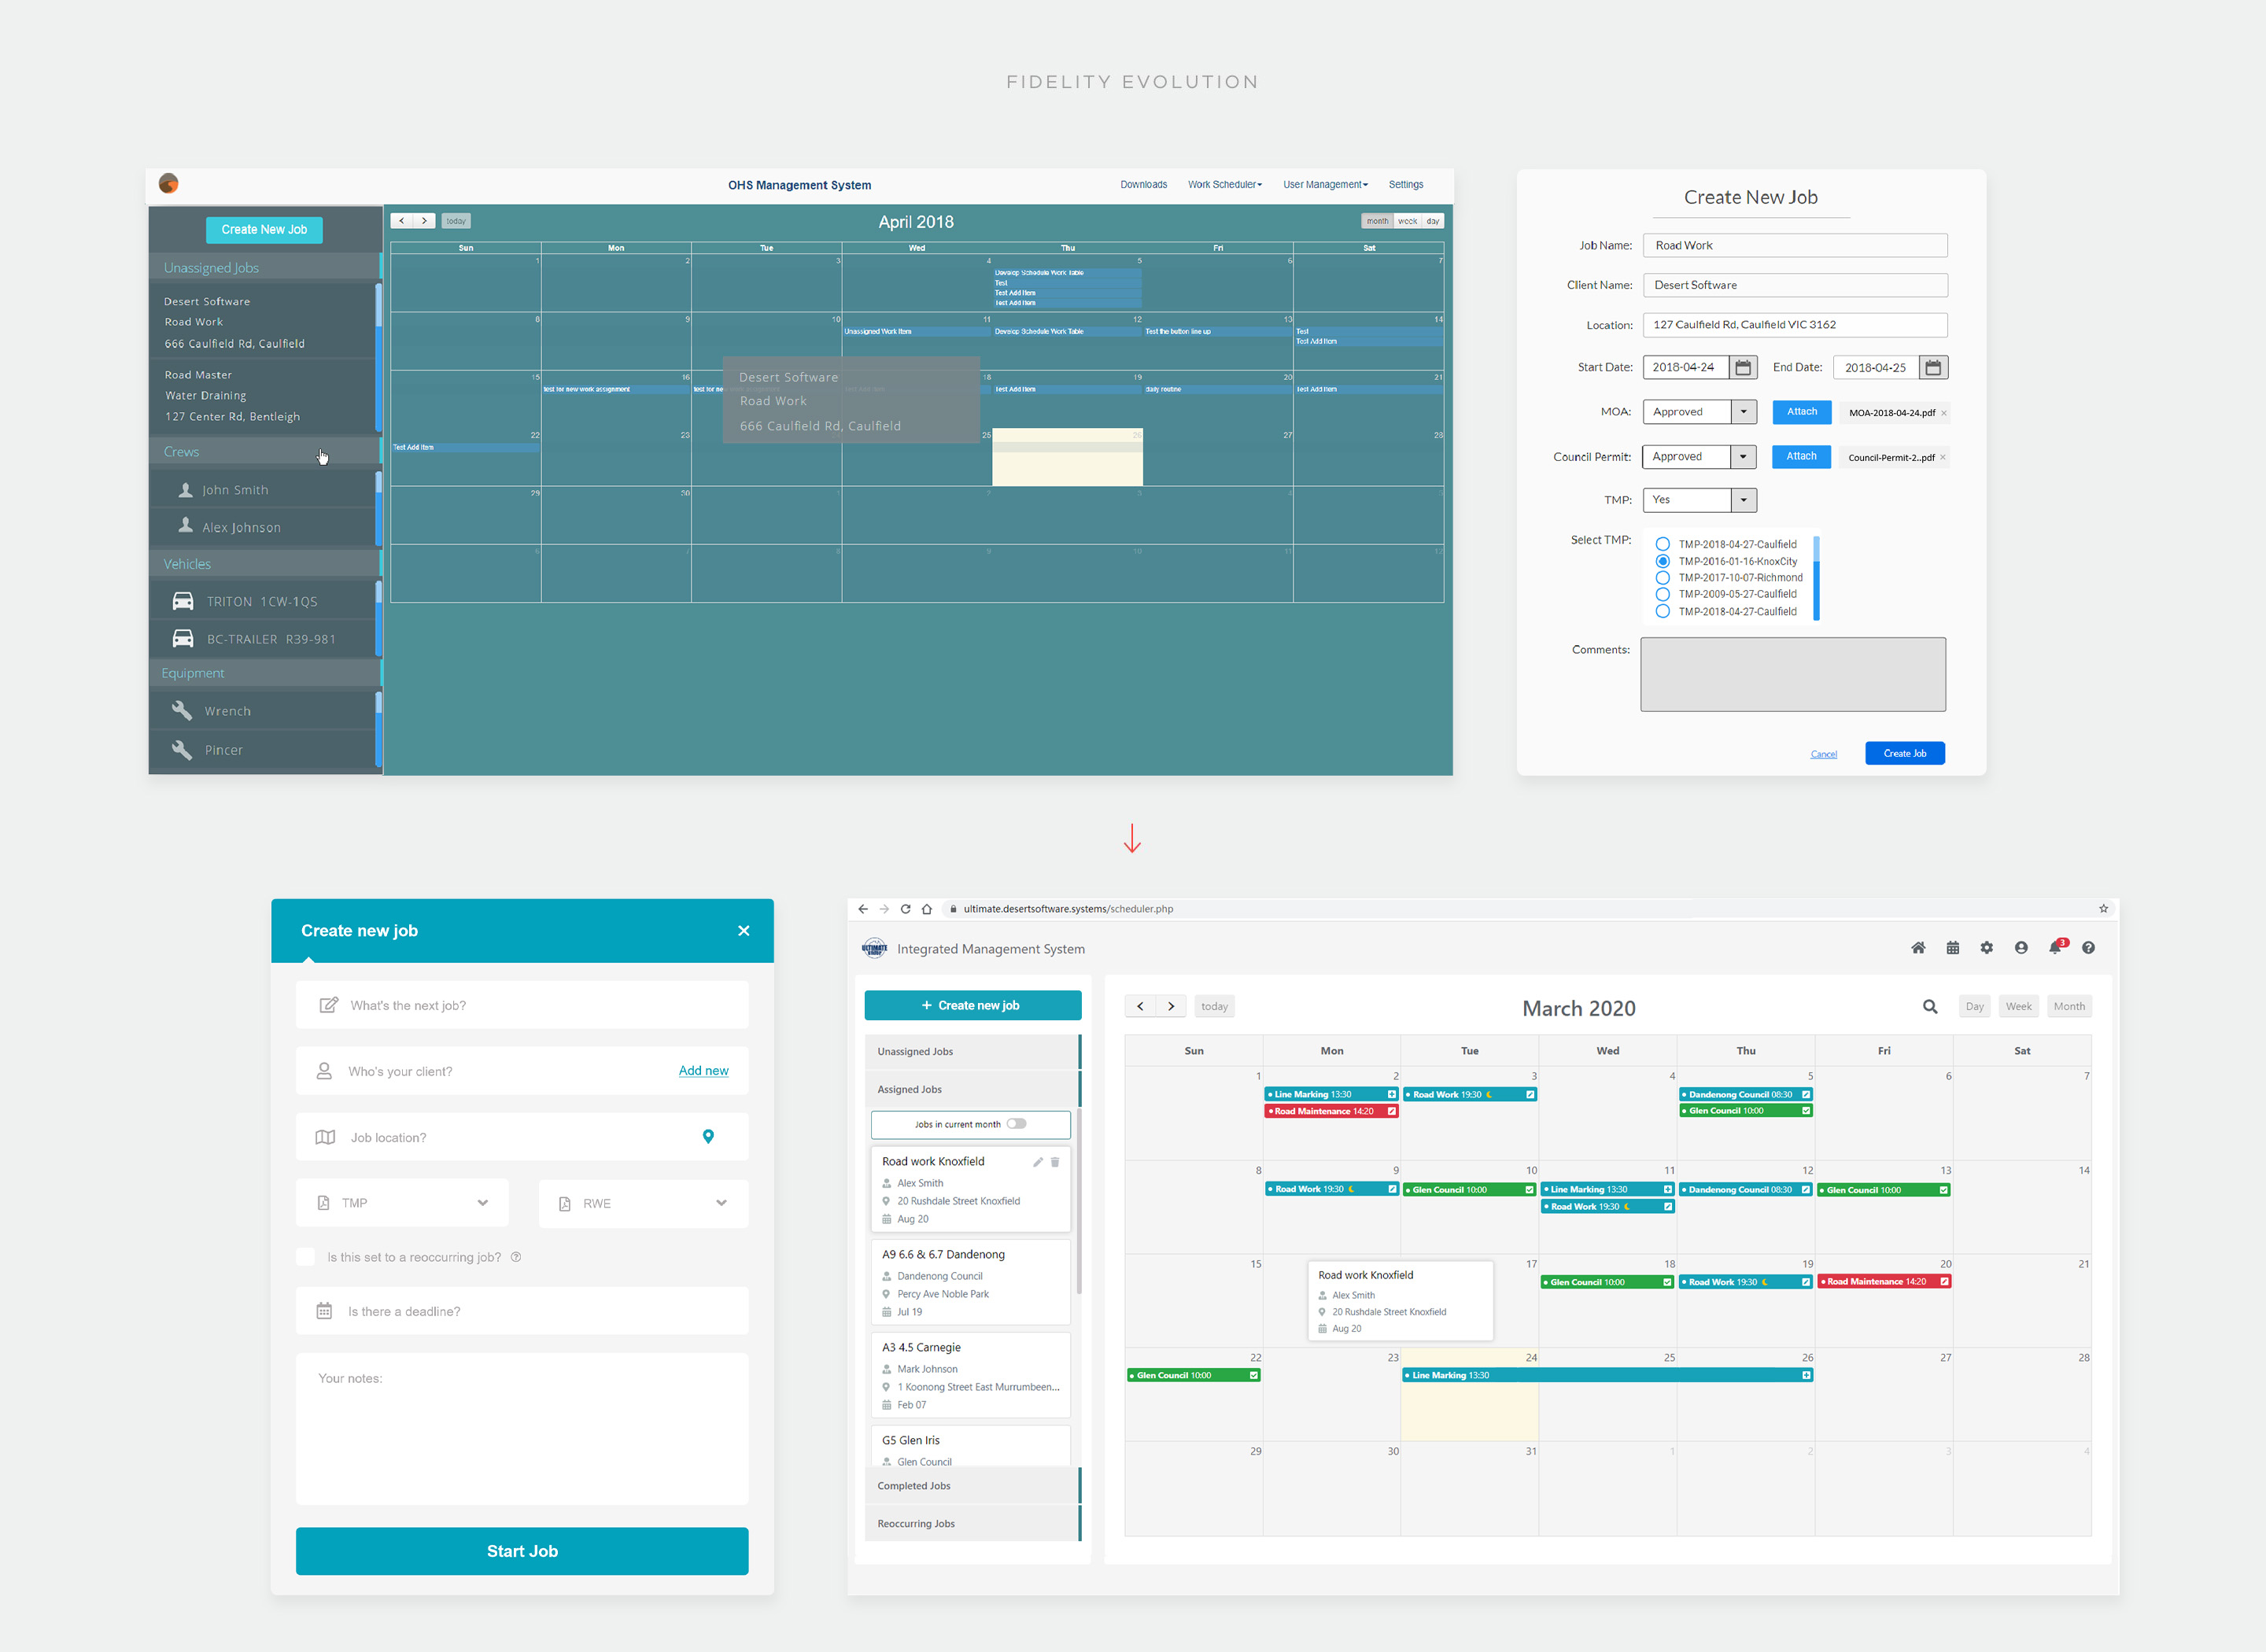 FIDELITY EVOLUTION
OHS Management System
Downloads Work Scheduler User Management Settings
Create New Job
Unassigned Jobs
Desert Software
Road Work
666 Caulfield Rd, Caulfield
Road Master
Water Draining
127 Center Rd, Bentleigh
Crews
John Smith
Alex Johnson
Vehicles
TRITON 1CW-1QS
BC-TRAILER R39-981
Equipment
Wrench
Pincer
today
April 2018
month week day
Sun Mon Tue Wed Thu Fri Sat
1 2 3 4 5 6 7
Develop Schedule Work Table
Test
Test Add Item
Test Add Item
8 9 10 11 12 13 14
Unassigned Work Item Develop Schedule Work Table Test the button line up Test
Test Add Item
15 16 18 19 20 21
test for new work assignment test for ne Test Add Item daily routine Test Add Item
Desert Software
Road Work
666 Caulfield Rd, Caulfield
22 23 25 26 27 28
Test Add Item
29 30 1 2 3 4 5
6 7 8 9 10 11 12
Create New Job
Job Name: Road Work
Client Name: Desert Software
Location: 127 Caulfield Rd, Caulfield VIC 3162
Start Date: 2018-04-24 End Date: 2018-04-25
MOA: Approved Attach MOA-2018-04-24.pdf ×
Council Permit: Approved Attach Council-Permit-2..pdf ×
TMP: Yes
Select TMP: TMP-2018-04-27-Caulfield
TMP-2016-01-16-KnoxCity
TMP-2017-10-07-Richmond
TMP-2009-05-27-Caulfield
TMP-2018-04-27-Caulfield
Comments:
Cancel Create Job
Create new job
What's the next job?
Who's your client? Add new
Job location?
TMP RWE
Is this set to a reoccurring job?
Is there a deadline?
Your notes:
Start Job
ultimate.desertsoftware.systems/scheduler.php
ULTIMATE
Integrated Management System
3
+ Create new job
Unassigned Jobs
Assigned Jobs
Jobs in current month
Road work Knoxfield
Alex Smith
20 Rushdale Street Knoxfield
Aug 20
A9 6.6 & 6.7 Dandenong
Dandenong Council
Percy Ave Noble Park
Jul 19
A3 4.5 Carnegie
Mark Johnson
1 Koonong Street East Murrumbeen...
Feb 07
G5 Glen Iris
Glen Council
Completed Jobs
Reoccurring Jobs
today
March 2020
Day Week Month
Sun Mon Tue Wed Thu Fri Sat
1 2 3 4 5 6 7
Line Marking 13:30 Road Work 19:30 Dandenong Council 08:30
Road Maintenance 14:20 Glen Council 10:00
8 9 10 11 12 13 14
Road Work 19:30 Glen Council 10:00 Line Marking 13:30 Dandenong Council 08:30 Glen Council 10:00
Road Work 19:30
15 17 18 19 20 21
Glen Council 10:00 Road Work 19:30 Road Maintenance 14:20
Road work Knoxfield
Alex Smith
20 Rushdale Street Knoxfield
Aug 20
22 23 24 25 26 27 28
Glen Council 10:00 Line Marking 13:30
29 30 31 1 2 3 4